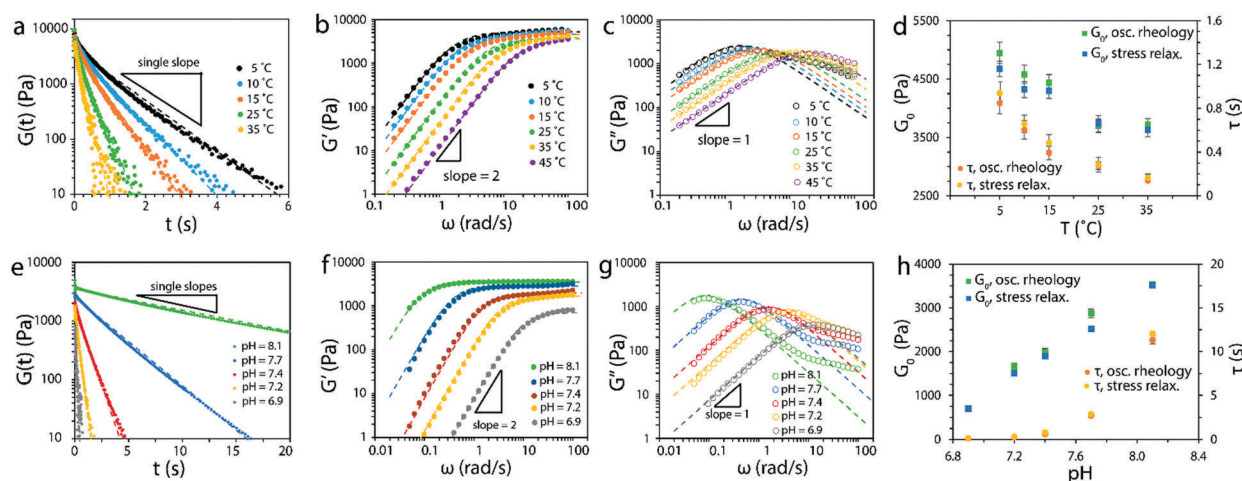 a
10000
1000
100
10
G(t) (Pa)
0
2
4
6
t (s)
single slope
5 ˚C
10 ˚C
15 ˚C
25 ˚C
35 ˚C
b
10000
1000
100
10
1
G' (Pa)
0.1
1
10
100
ω (rad/s)
5 ˚C
10 ˚C
15 ˚C
25 ˚C
35 ˚C
45 ˚C
slope = 2
c
10000
1000
100
10
1
G" (Pa)
0.1
1
10
100
ω (rad/s)
slope = 1
5 ˚C
10 ˚C
15 ˚C
25 ˚C
35 ˚C
45 ˚C
d
5500
4500
3500
2500
G₀ (Pa)
G₀, osc. rheology
G₀, stress relax.
τ, osc. rheology
τ, stress relax.
5
10
15
25
35
T (˚C)
1.6
1.2
0.8
0.4
0
τ (s)
e
10000
1000
100
10
1
G(t) (Pa)
0
5
10
15
20
t (s)
single slopes
pH = 8.1
pH = 7.7
pH = 7.4
pH = 7.2
pH = 6.9
f
10000
1000
100
10
1
G' (Pa)
0.01
0.1
1
10
100
ω (rad/s)
pH = 8.1
pH = 7.7
pH = 7.4
pH = 7.2
pH = 6.9
slope = 2
g
10000
1000
100
10
1
G" (Pa)
0.01
0.1
1
10
100
ω (rad/s)
slope = 1
pH = 8.1
pH = 7.7
pH = 7.4
pH = 7.2
pH = 6.9
h
4000
3000
2000
1000
0
G₀ (Pa)
G₀, osc. rheology
G₀, stress relax.
τ, osc. rheology
τ, stress relax.
6.8
7.2
7.6
8.0
8.4
pH
20
15
10
5
0
τ (s)